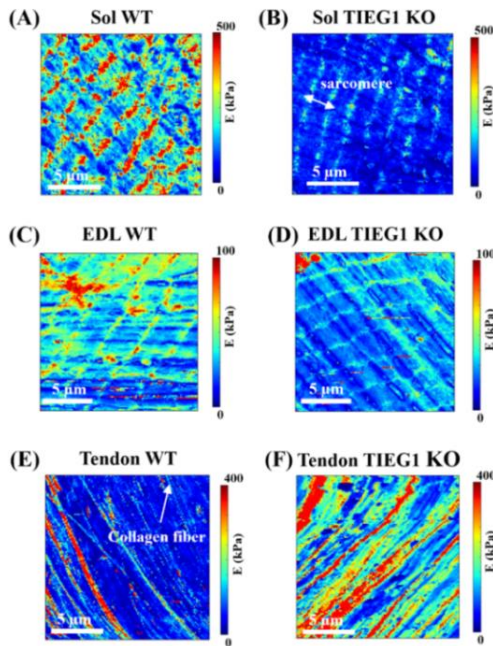 (A) Sol WT
500
E (kPa)
0
5 μm
(B) Sol TIEG1 KO
500
E (kPa)
0
sarcomere
5 μm
(C) EDL WT
100
E (kPa)
0
5 μm
(D) EDL TIEG1 KO
100
E (kPa)
0
5 μm
(E) Tendon WT
400
E (kPa)
0
Collagen fiber
5 μm
(F) Tendon TIEG1 KO
400
E (kPa)
0
5 μm